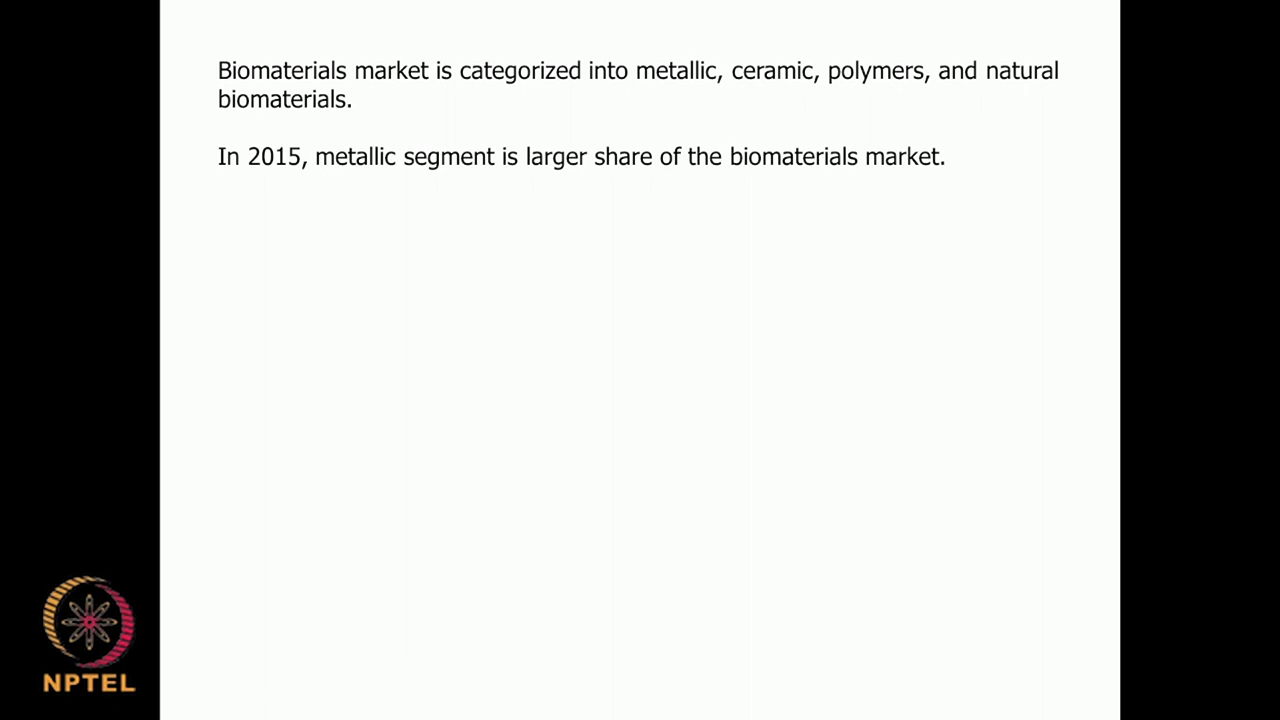 Biomaterials market is categorized into metallic, ceramic, polymers, and natural
biomaterials.
In 2015, metallic segment is larger share of the biomaterials market.
NPTEL